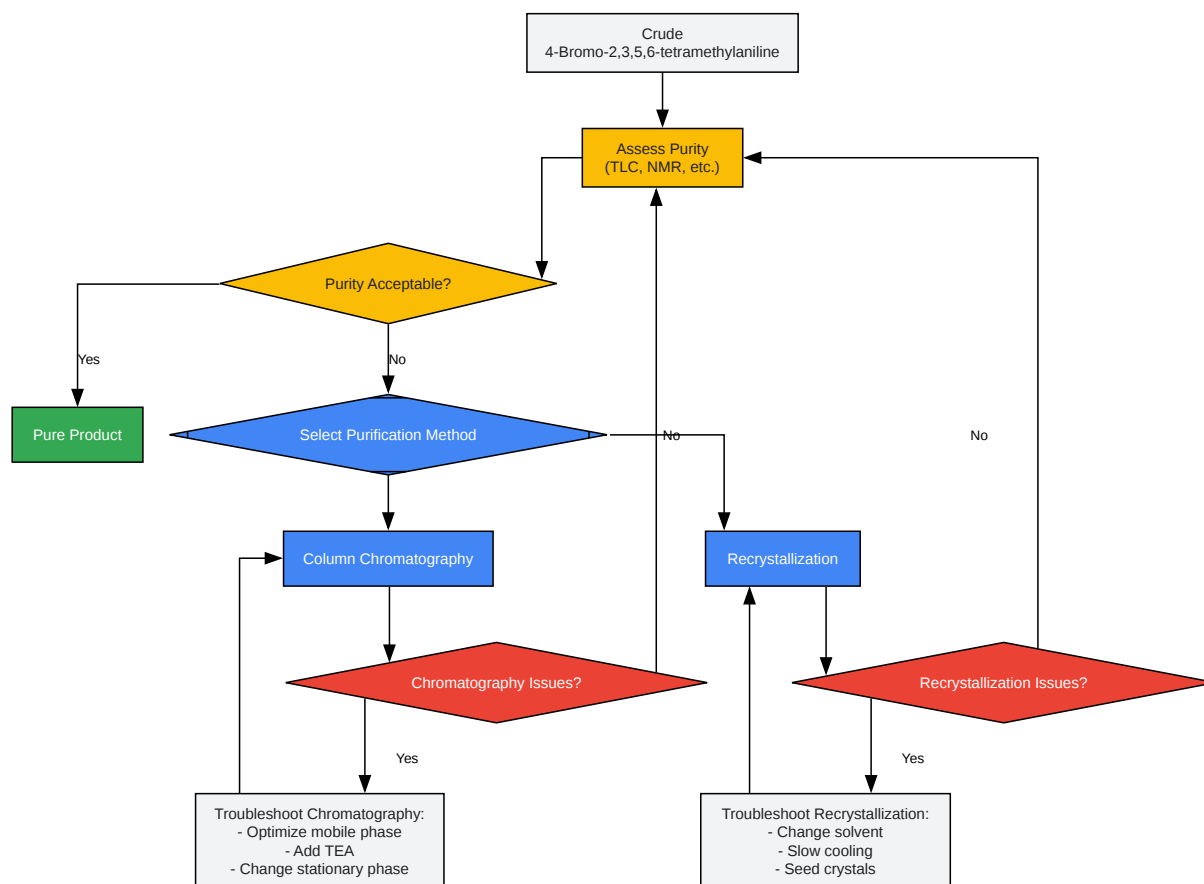 Crude
4-Bromo-2,3,5,6-tetramethylaniline
Assess Purity
(TLC, NMR, etc.)
Purity Acceptable?
Yes
No
Pure Product
Select Purification Method
No
No
Column Chromatography
Recrystallization
Chromatography Issues?
Recrystallization Issues?
Yes
Yes
Troubleshoot Chromatography:
- Optimize mobile phase
- Add TEA
- Change stationary phase
Troubleshoot Recrystallization:
- Change solvent
- Slow cooling
- Seed crystals